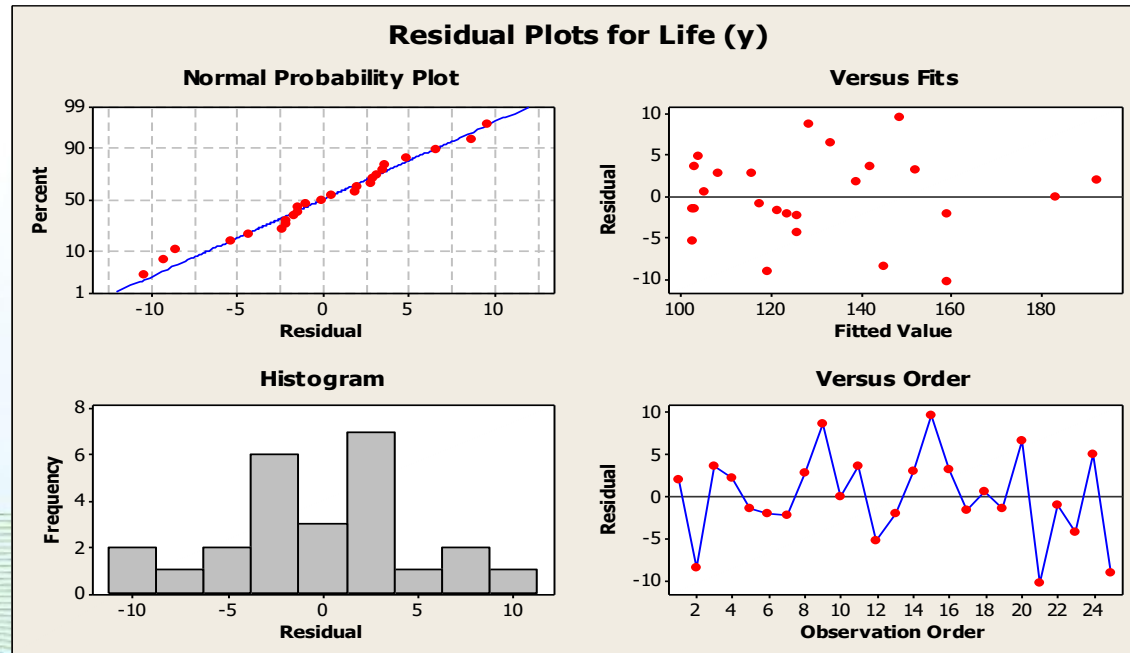 Residual Plots for Life (y)
Normal Probability Plot
99
90
50
10
1
Percent
-10 -5 0 5 10
Residual
Versus Fits
10
5
0
-5
-10
Residual
100 120 140 160 180
Fitted Value
Histogram
8
6
4
2
0
Frequency
-10 -5 0 5 10
Residual
Versus Order
10
5
0
-5
-10
Residual
2 4 6 8 10 12 14 16 18 20 22 24
Observation Order